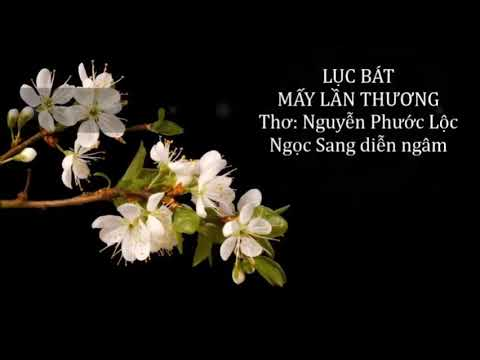 LỤC BÁT
MẤY LẦN THƯƠNG
Thơ: Nguyễn Phước Lộc
Ngọc Sang diễn ngâm